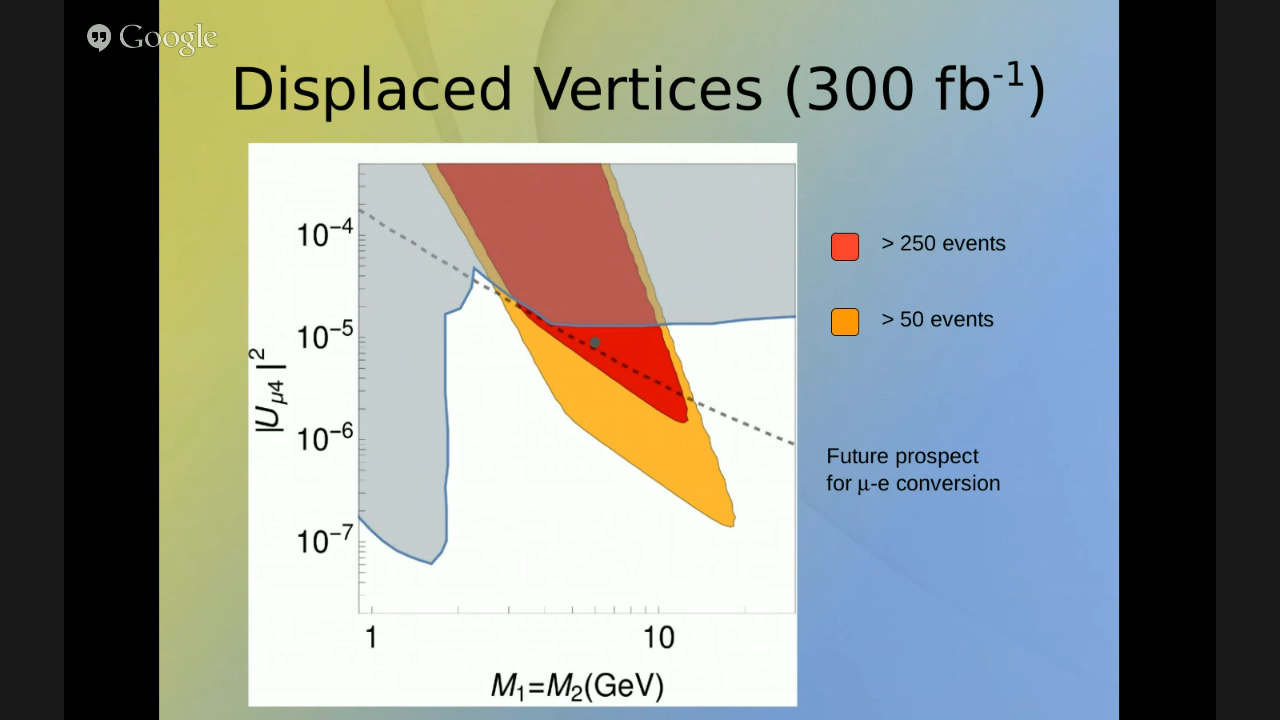 Google
Displaced Vertices (300 fb⁻¹)
10⁻⁴
10⁻⁵
10⁻⁶
10⁻⁷
|Uμ4|²
1 10
M₁=M₂(GeV)
> 250 events
> 50 events
Future prospect
for μ-e conversion